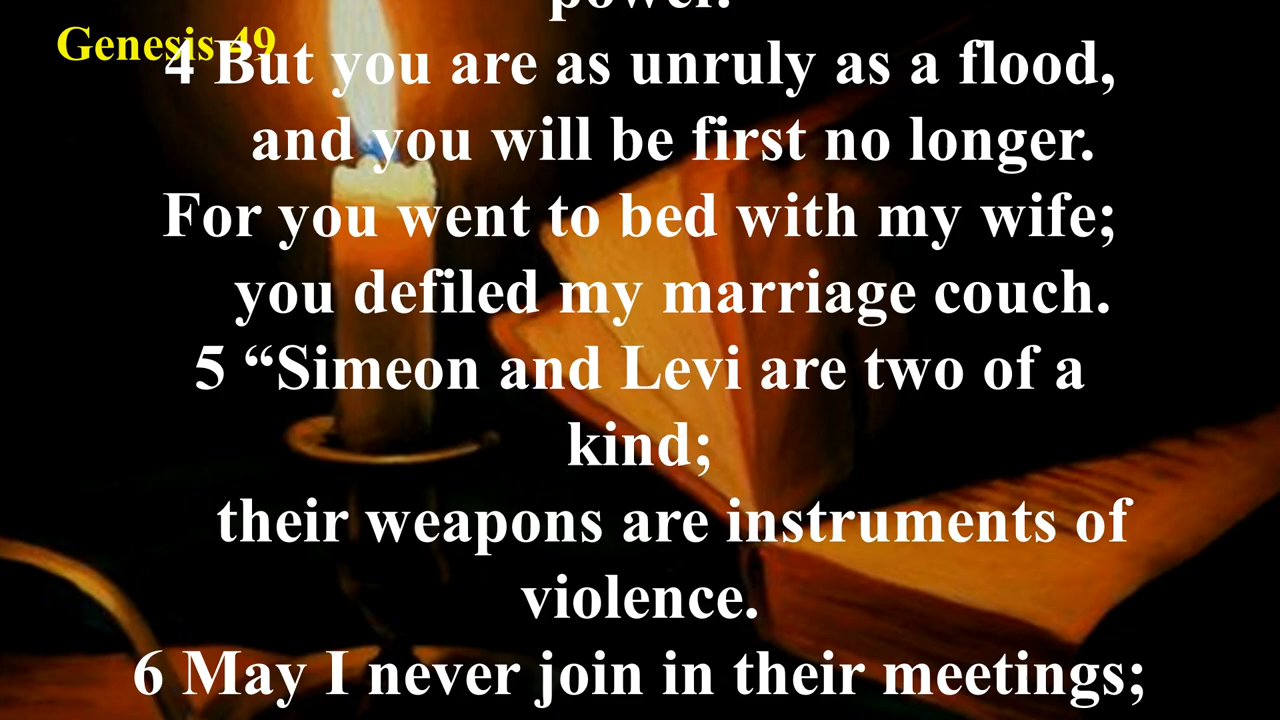 power.
Genesis 49
4 But you are as unruly as a flood,
and you will be first no longer.
For you went to bed with my wife;
you defiled my marriage couch.
5 “Simeon and Levi are two of a
kind;
their weapons are instruments of
violence.
6 May I never join in their meetings;